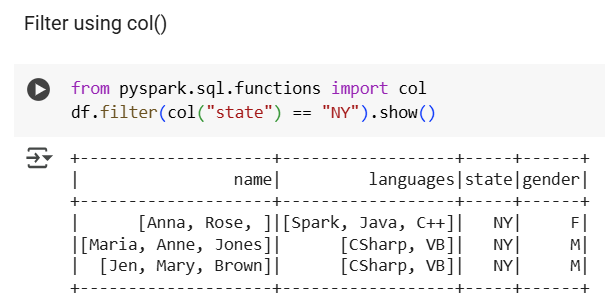 Filter using col()
from pyspark.sql.functions import col
df.filter(col("state") == "NY").show()
+--------------------+------------------+-----+------+
|                name|         languages|state|gender|
+--------------------+------------------+-----+------+
|      [Anna, Rose, ]|[Spark, Java, C++]|   NY|     F|
|[Maria, Anne, Jones]|      [CSharp, VB]|   NY|     M|
|  [Jen, Mary, Brown]|      [CSharp, VB]|   NY|     M|
+--------------------+------------------+-----+------+